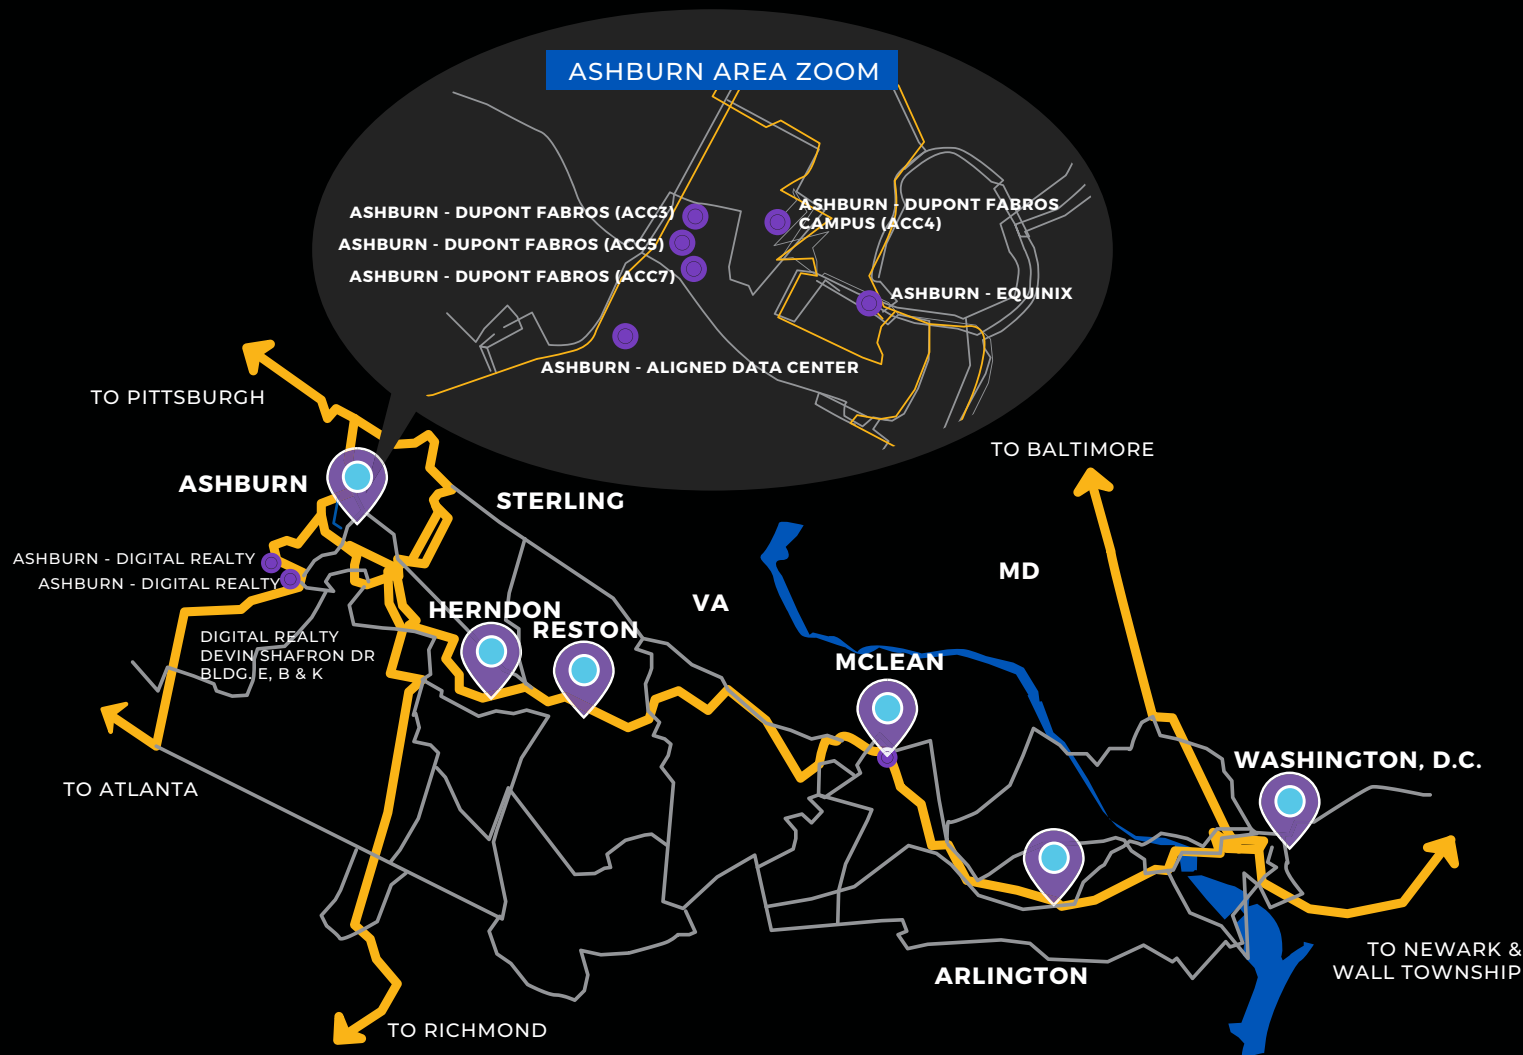 ASHBURN AREA ZOOM
ASHBURN - DUPONT FABROS (ACC3)
ASHBURN - DUPONT FABROS (ACC5)
ASHBURN - DUPONT FABROS (ACC7)
ASHBURN - DUPONT FABROS
CAMPUS (ACC4)
ASHBURN - EQUINIX
ASHBURN - ALIGNED DATA CENTER
TO PITTSBURGH
ASHBURN
STERLING
TO BALTIMORE
ASHBURN - DIGITAL REALTY
ASHBURN - DIGITAL REALTY
MD
VA
HERNDON
RESTON
DIGITAL REALTY
DEVIN SHAFRON DR
BLDG. E, B & K
MCLEAN
WASHINGTON, D.C.
TO ATLANTA
TO NEWARK &
WALL TOWNSHIP
ARLINGTON
TO RICHMOND